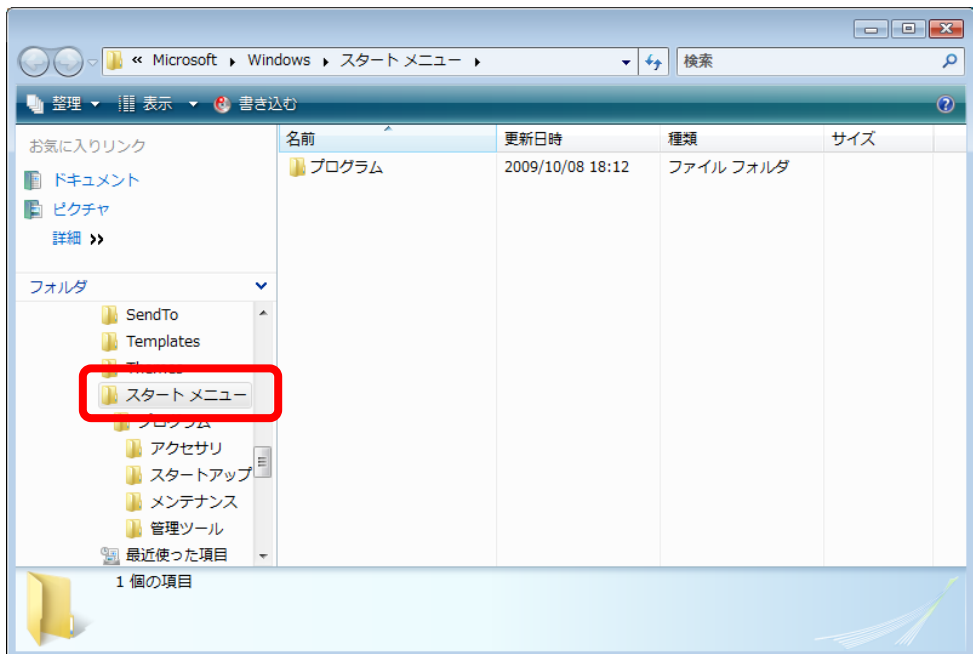 « Microsoft ▸ Windows ▸ スタート メニュー ▸
検索
整理 ▼ 表示 ▼ 書き込む
お気に入りリンク
ドキュメント
ピクチャ
詳細 »
フォルダ
SendTo
Templates
Themes
スタート メニュー
プログラム
アクセサリ
スタートアップ
メンテナンス
管理ツール
最近使った項目
名前 更新日時 種類 サイズ
プログラム 2009/10/08 18:12 ファイル フォルダ
1 個の項目